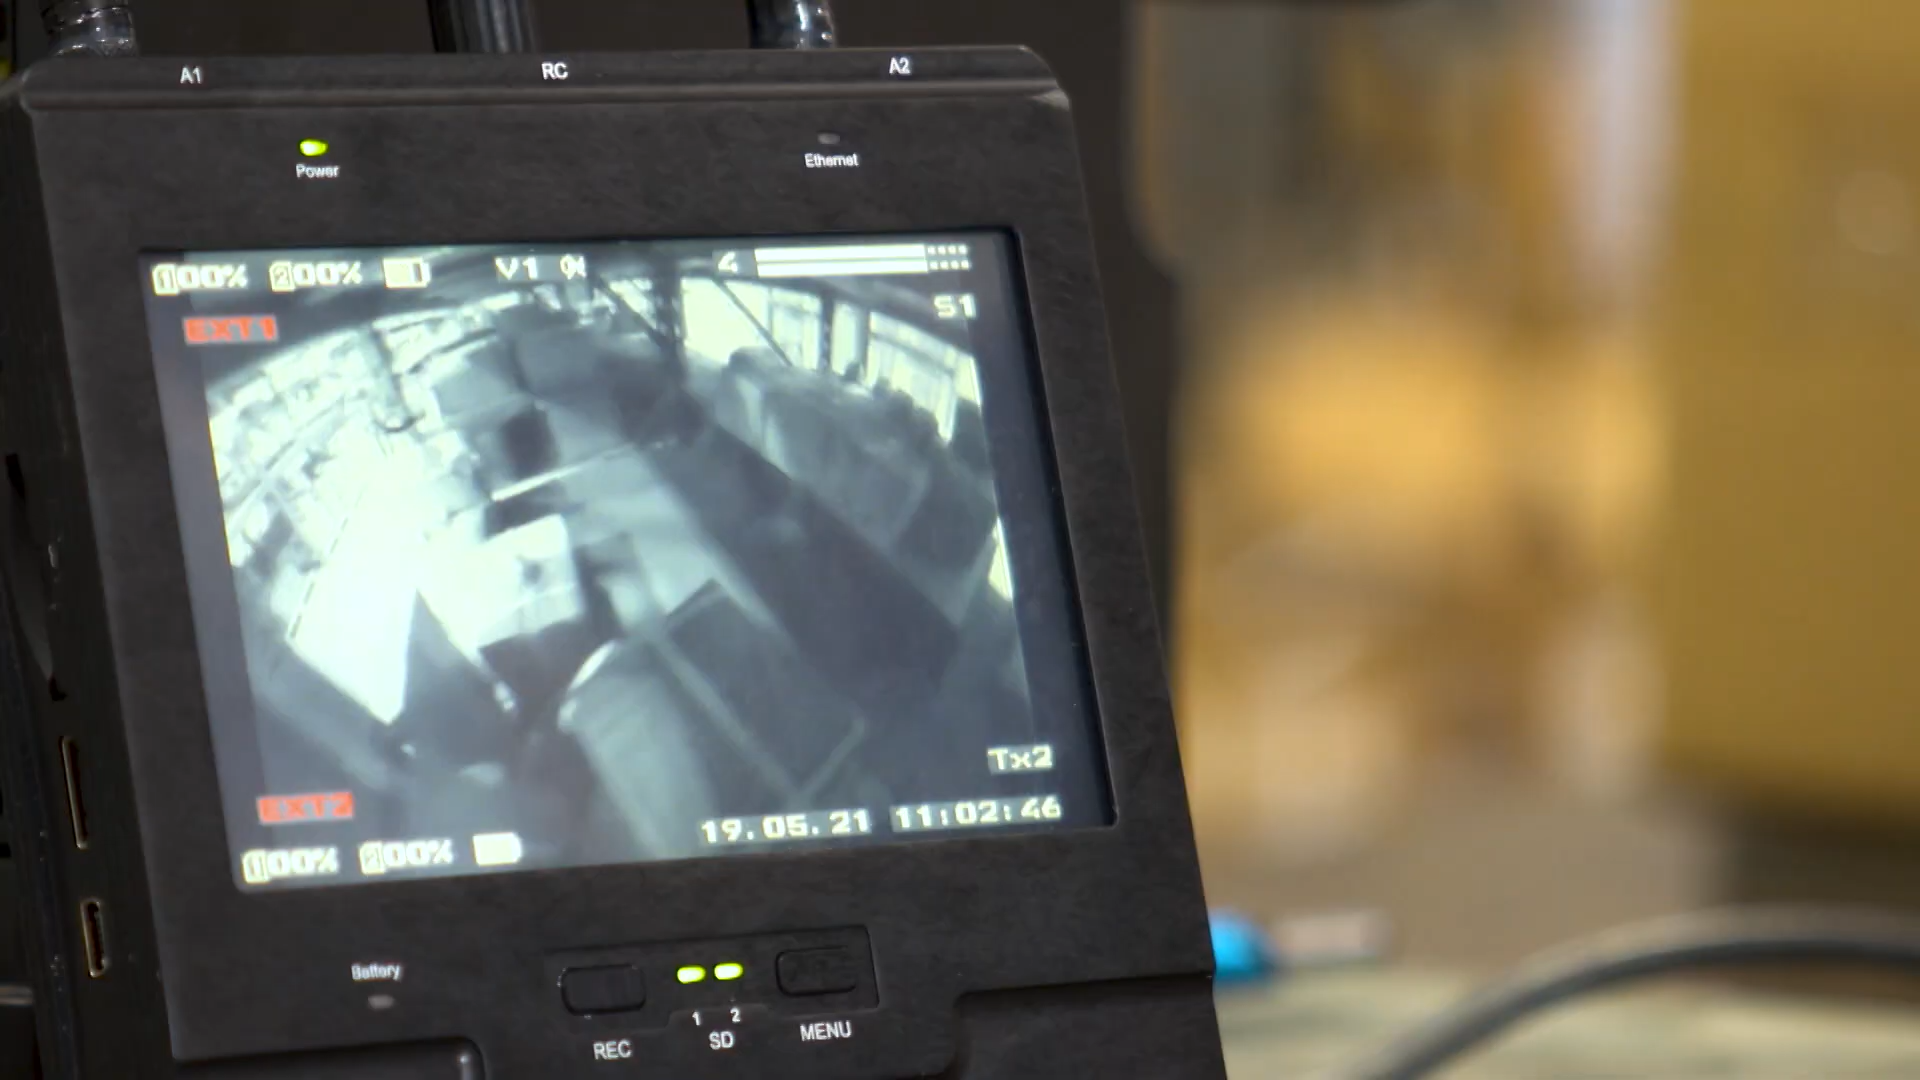 A1 RC A2
Power Ethernet
100% 200% V1 4
S1
EXT1
Tx2
EXT2
19.05.21 11:02:46
100% 200%
Battery
1 2
REC SD MENU